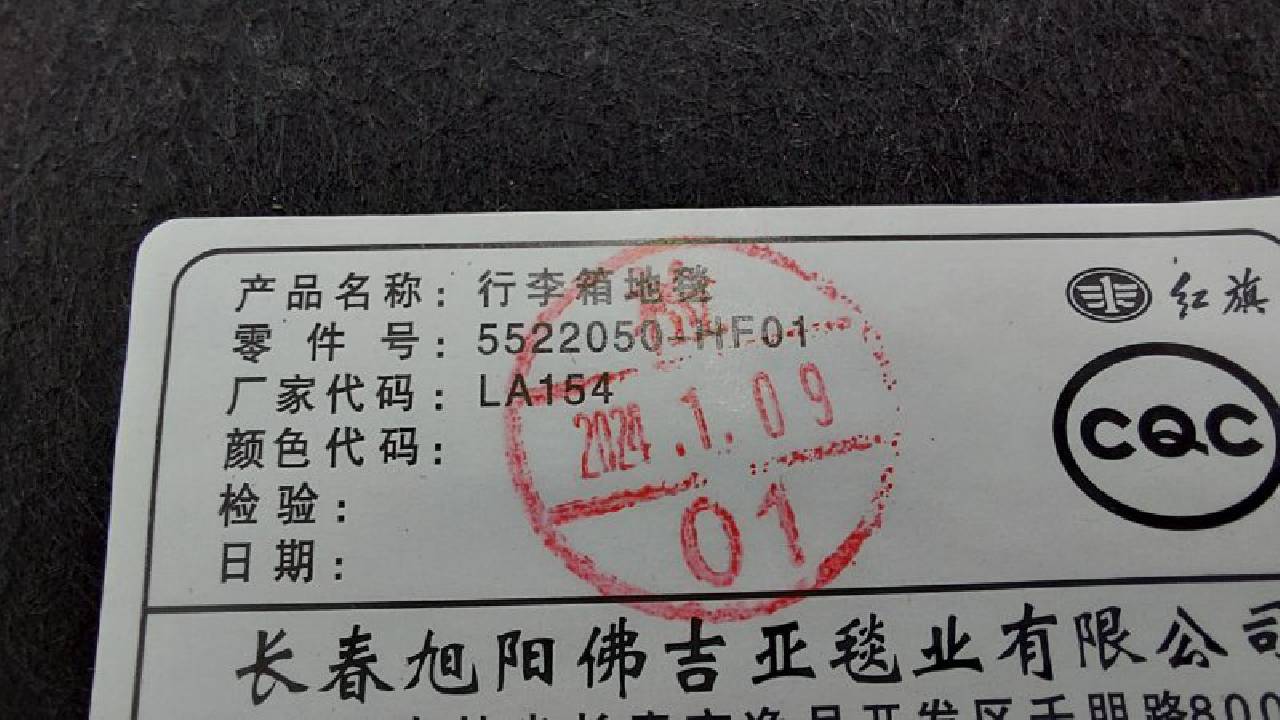 产品名称：行李箱地毯
红旗
零件号：5522050-HF01
厂家代码：LA154
CQC
颜色代码：
检验：
日期：
2024.1.09
01
长春旭阳佛吉亚毯业有限公司